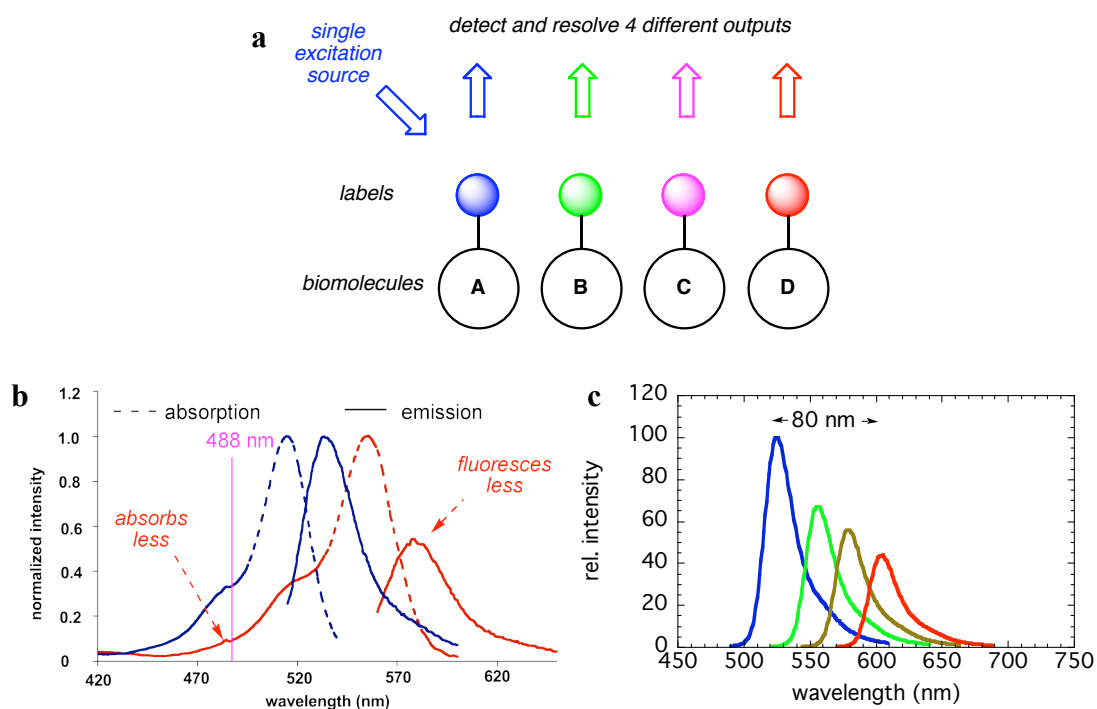 a
detect and resolve 4 different outputs
single
excitation
source
labels
biomolecules
A
B
C
D
b
1.2
1.0
0.8
0.6
0.4
0.2
0
normalized intensity
absorption
emission
488 nm
absorbs
less
fluoresces
less
420
470
520
570
620
wavelength (nm)
c
120
100
80
60
40
20
0
rel. intensity
80 nm
450
500
550
600
650
700
750
wavelength (nm)